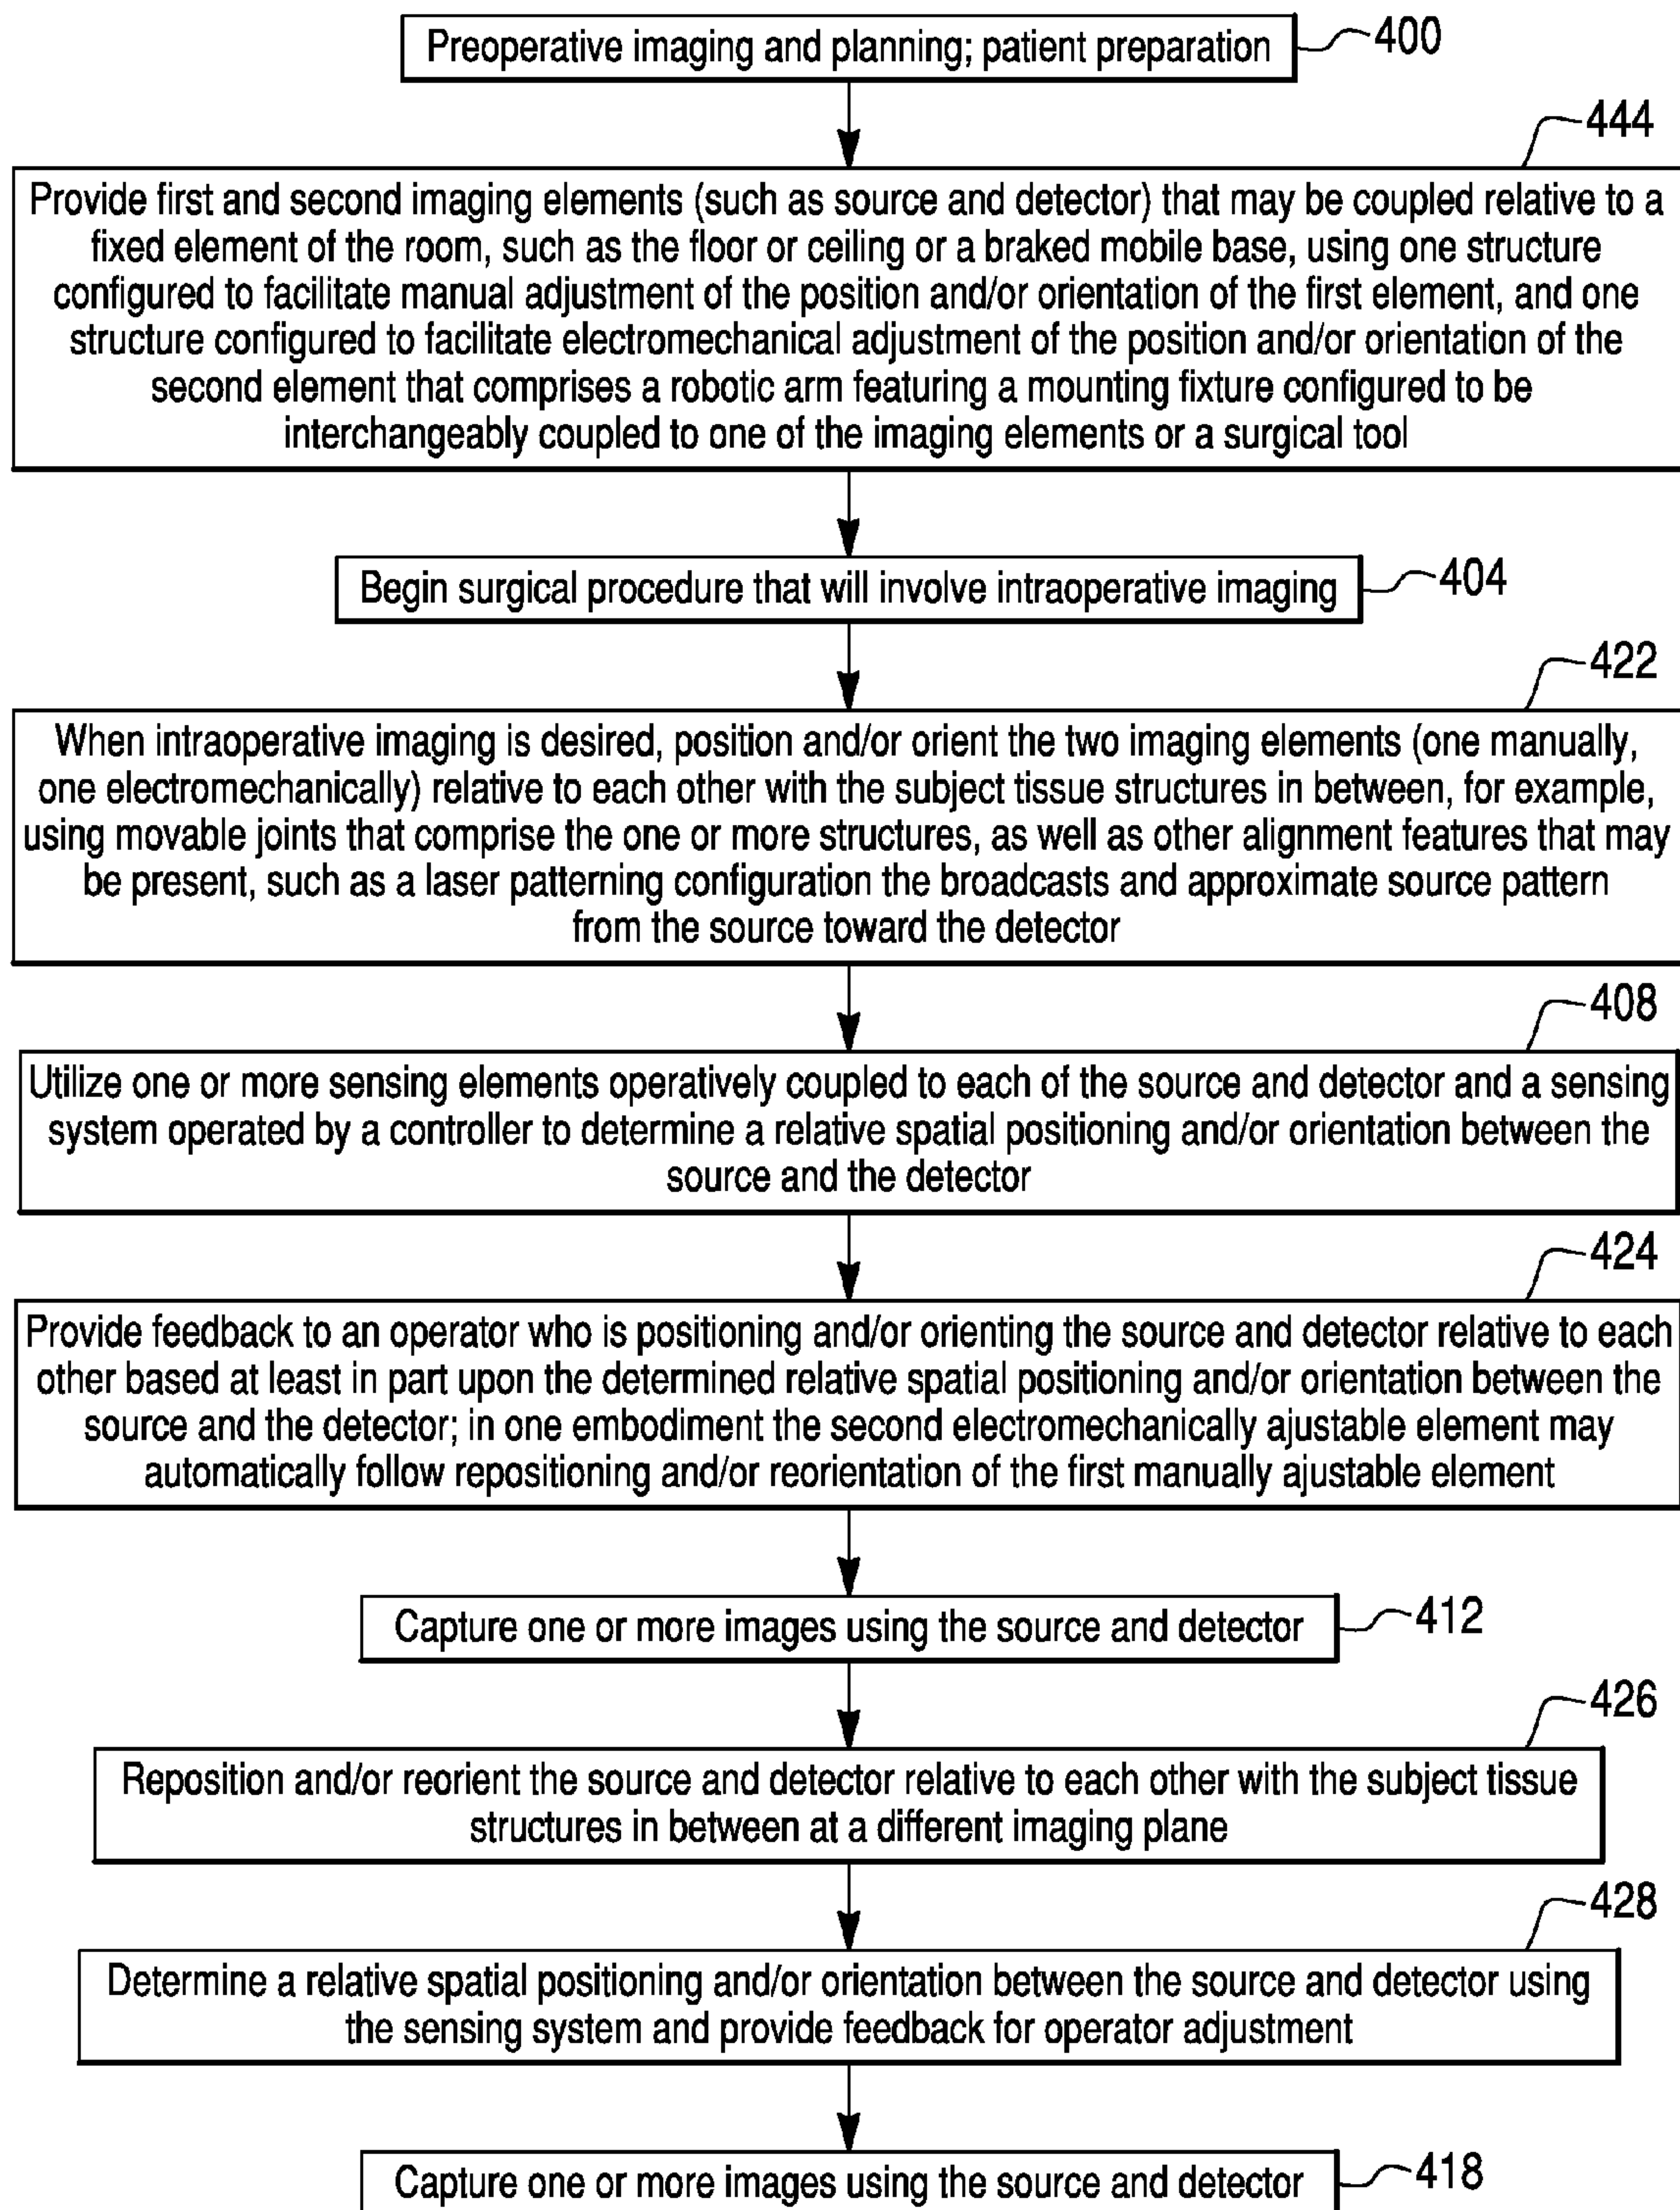 Preoperative imaging and planning; patient preparation
400
444
Provide first and second imaging elements (such as source and detector) that may be coupled relative to a
fixed element of the room, such as the floor or ceiling or a braked mobile base, using one structure
configured to facilitate manual adjustment of the position and/or orientation of the first element, and one
structure configured to facilitate electromechanical adjustment of the position and/or orientation of the
second element that comprises a robotic arm featuring a mounting fixture configured to be
interchangeably coupled to one of the imaging elements or a surgical tool
Begin surgical procedure that will involve intraoperative imaging
404
422
When intraoperative imaging is desired, position and/or orient the two imaging elements (one manually,
one electromechanically) relative to each other with the subject tissue structures in between, for example,
using movable joints that comprise the one or more structures, as well as other alignment features that may
be present, such as a laser patterning configuration the broadcasts and approximate source pattern
from the source toward the detector
408
Utilize one or more sensing elements operatively coupled to each of the source and detector and a sensing
system operated by a controller to determine a relative spatial positioning and/or orientation between the
source and the detector
424
Provide feedback to an operator who is positioning and/or orienting the source and detector relative to each
other based at least in part upon the determined relative spatial positioning and/or orientation between the
source and the detector; in one embodiment the second electromechanically ajustable element may
automatically follow repositioning and/or reorientation of the first manually ajustable element
Capture one or more images using the source and detector
412
426
Reposition and/or reorient the source and detector relative to each other with the subject tissue
structures in between at a different imaging plane
428
Determine a relative spatial positioning and/or orientation between the source and detector using
the sensing system and provide feedback for operator adjustment
Capture one or more images using the source and detector
418